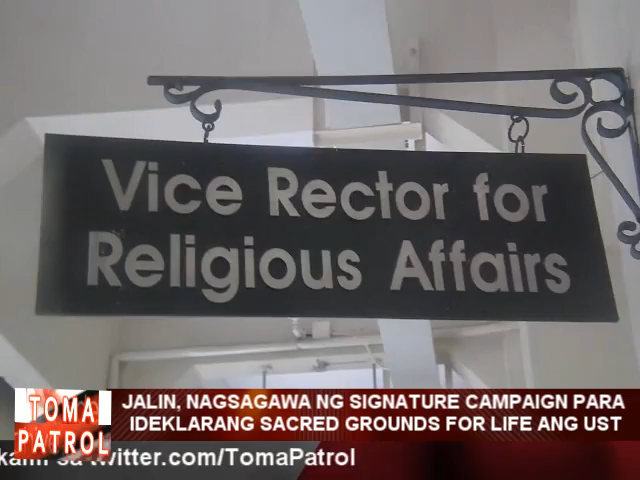 Vice Rector for
Religious Affairs
TOMA
PATROL
JALIN, NAGSAGAWA NG SIGNATURE CAMPAIGN PARA
IDEKLARANG SACRED GROUNDS FOR LIFE ANG UST
sa twitter.com/TomaPatrol